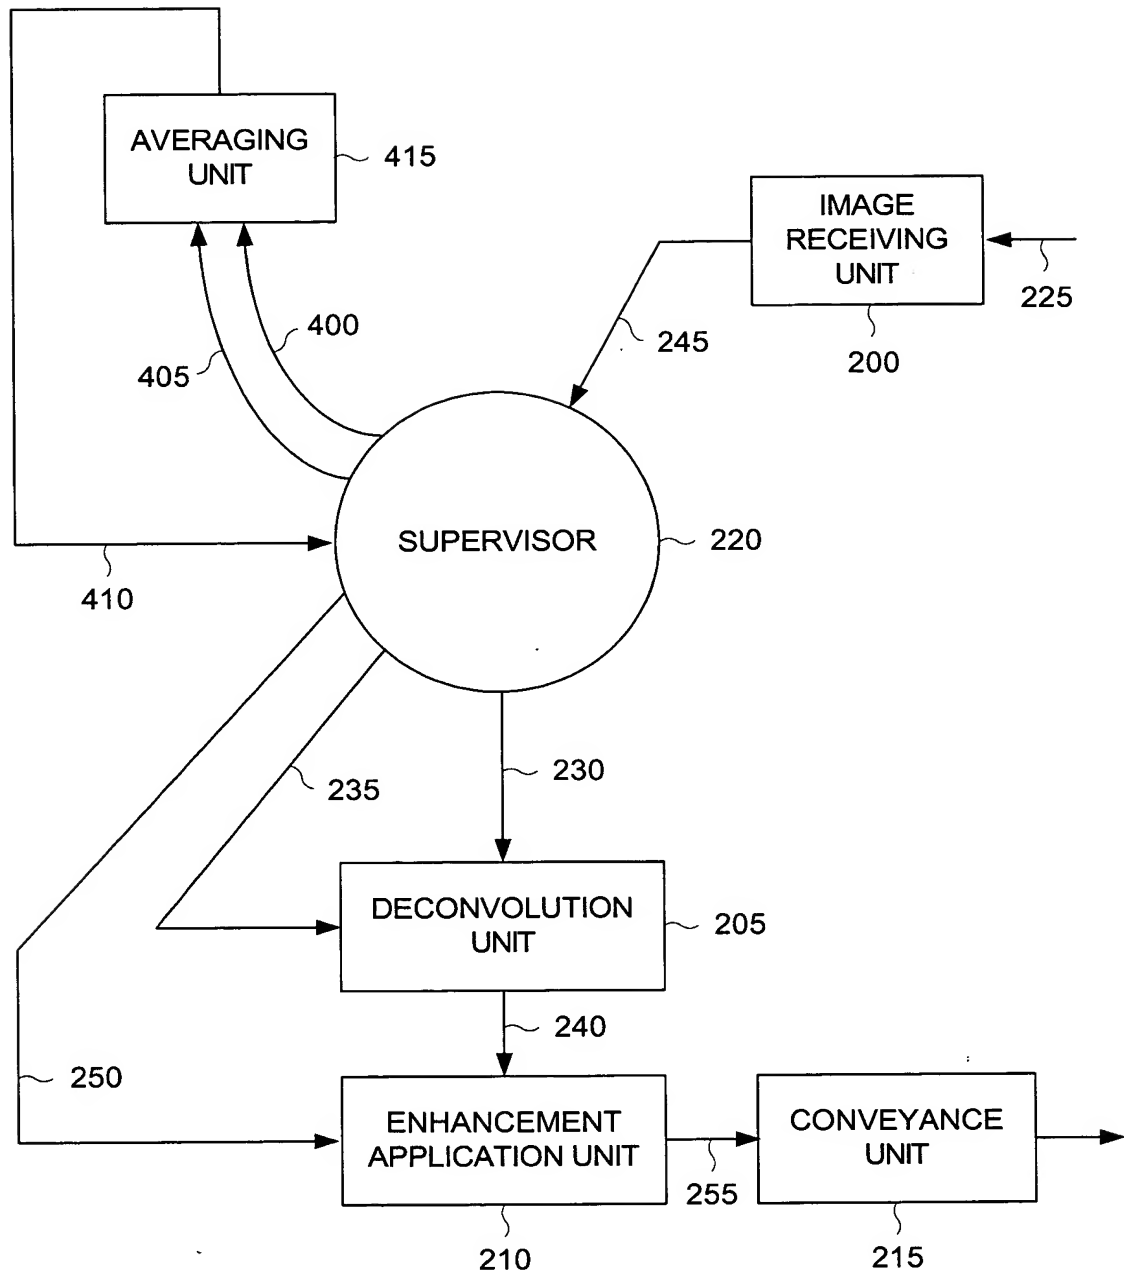 AVERAGING
UNIT
415
IMAGE
RECEIVING
UNIT
225
200
245
400
405
SUPERVISOR
220
410
230
235
DECONVOLUTION
UNIT
205
240
250
ENHANCEMENT
APPLICATION UNIT
210
255
CONVEYANCE
UNIT
215